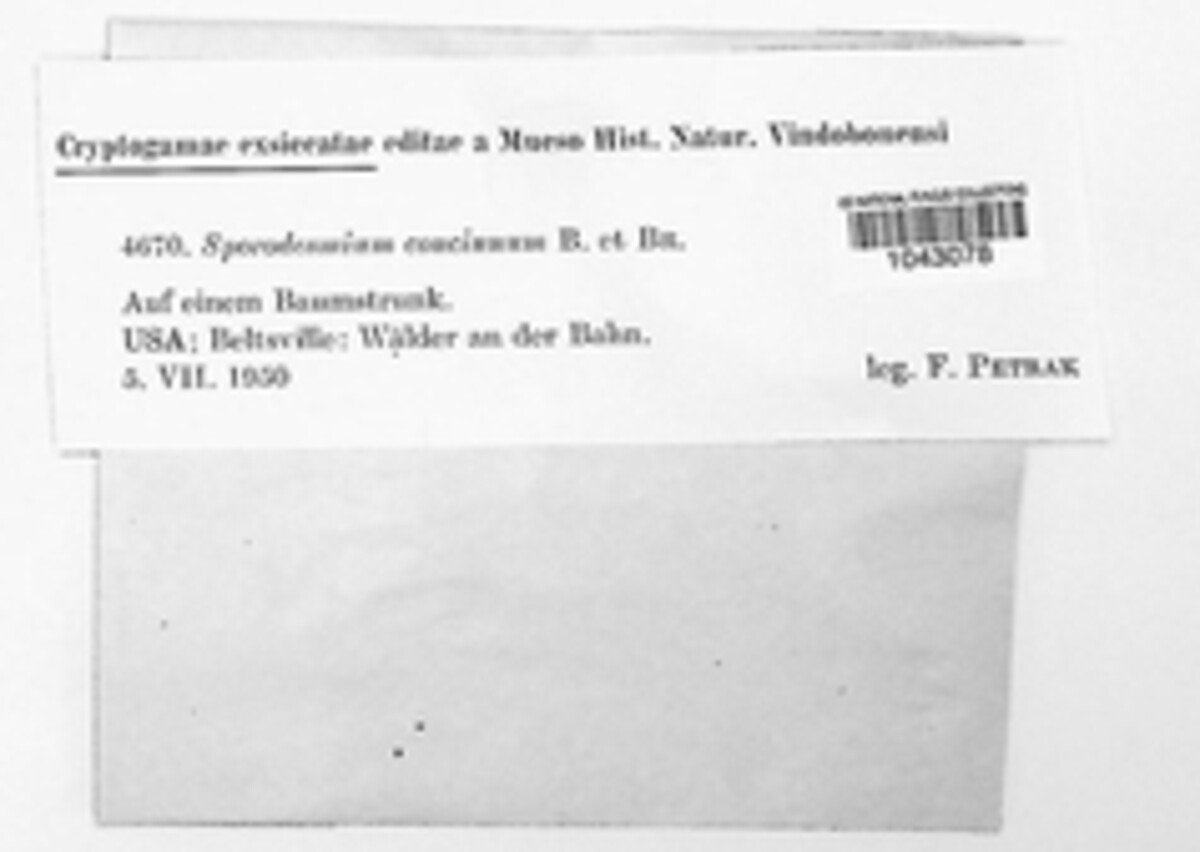 Cryptogamae exsiccatae editae a Museo Hist. Natur. Vindobonensi
4670. Sporodesmium concinnum B. et Bn.
1043078
Auf einem Baumstrunk.
USA: Beltsville: Wälder an der Bahn.
5. VII. 1950
leg. F. PETRAK